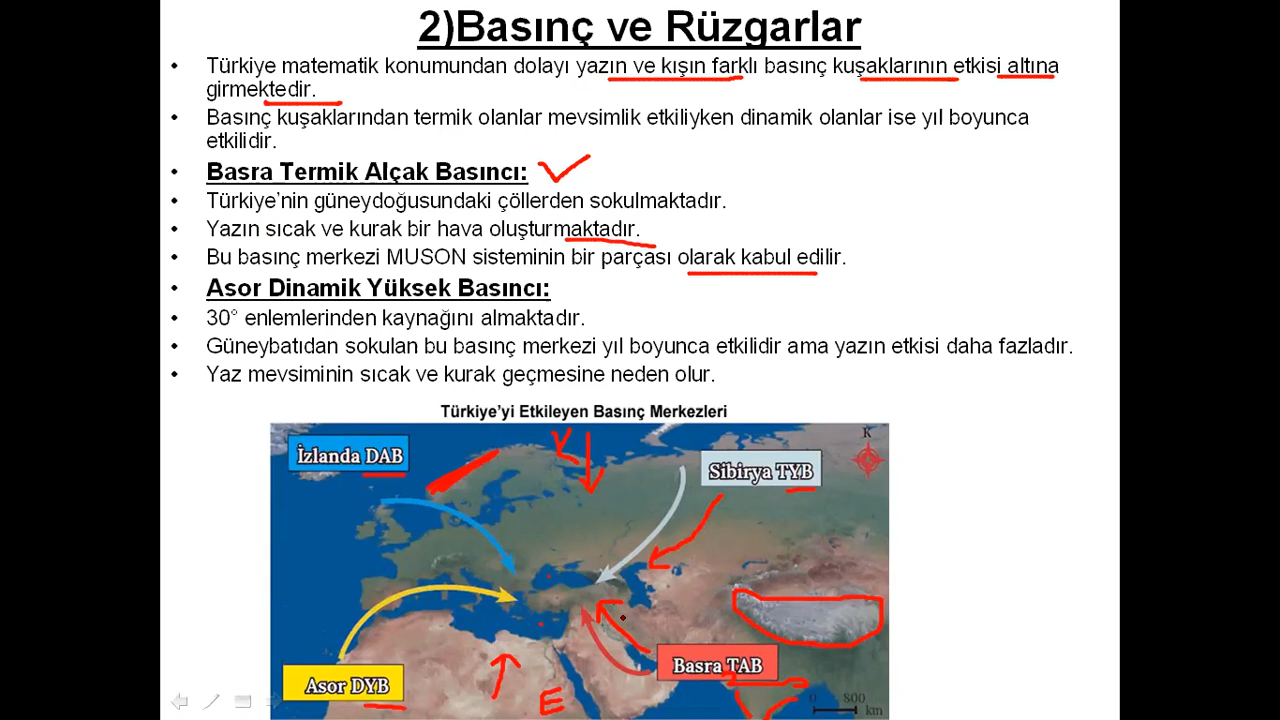 2)Basınç ve Rüzgarlar
• Türkiye matematik konumundan dolayı yazın ve kışın farklı basınç kuşaklarının etkisi altına
girmektedir.
• Basınç kuşaklarından termik olanlar mevsimlik etkiliyken dinamik olanlar ise yıl boyunca
etkilidir.
• Basra Termik Alçak Basıncı:
• Türkiye'nin güneydoğusundaki çöllerden sokulmaktadır.
• Yazın sıcak ve kurak bir hava oluşturmaktadır.
• Bu basınç merkezi MUSON sisteminin bir parçası olarak kabul edilir.
• Asor Dinamik Yüksek Basıncı:
• 30° enlemlerinden kaynağını almaktadır.
• Güneybatıdan sokulan bu basınç merkezi yıl boyunca etkilidir ama yazın etkisi daha fazladır.
• Yaz mevsiminin sıcak ve kurak geçmesine neden olur.
Türkiye'yi Etkileyen Basınç Merkezleri
K
K
İzlanda DAB
Sibirya TYB
Basra TAB
Asor DYB
E
0 800
km